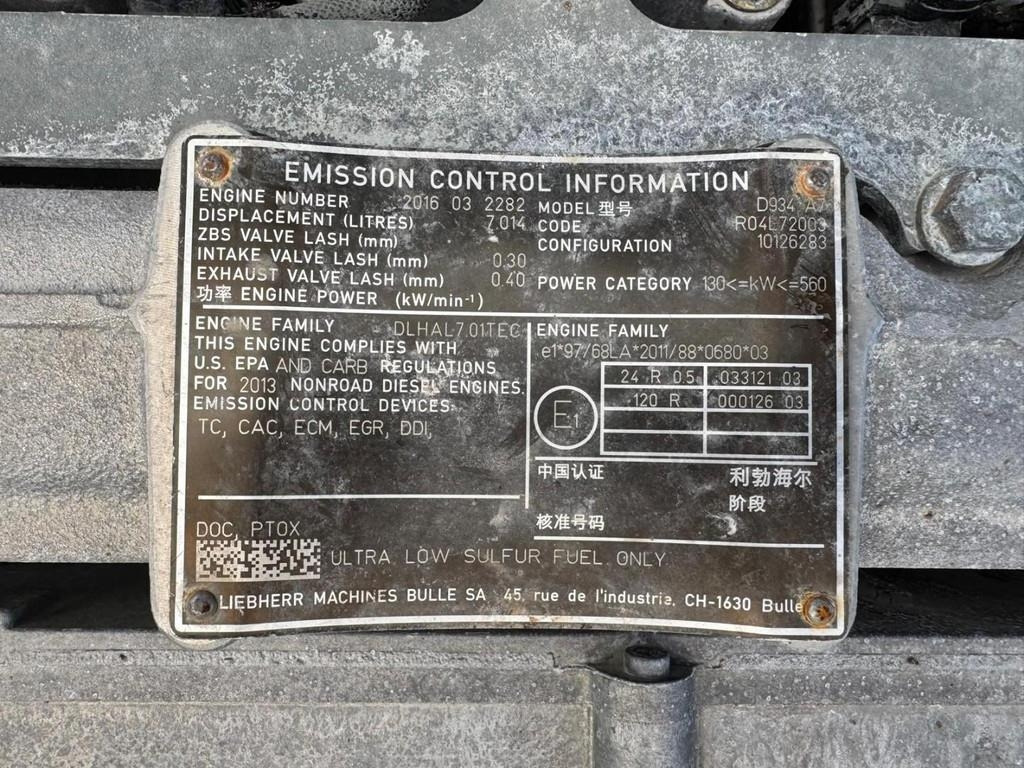 EMISSION CONTROL INFORMATION
ENGINE NUMBER 2016 03 2282
DISPLACEMENT (LITRES) 7.014
ZBS VALVE LASH (mm)
INTAKE VALVE LASH (mm) 0.30
EXHAUST VALVE LASH (mm) 0.40
功率 ENGINE POWER (kW/min⁻¹)
MODEL 型号 D934 A7
CODE R04L72003
CONFIGURATION 10126283
POWER CATEGORY 130<=kW<=560
ENGINE FAMILY DLHAL7.01TEC
THIS ENGINE COMPLIES WITH
U.S. EPA AND CARB REGULATIONS
FOR 2013 NONROAD DIESEL ENGINES.
EMISSION CONTROL DEVICES:
TC, CAC, ECM, EGR, DDI,
DOC, PTOX
ENGINE FAMILY
e1*97/68LA*2011/88*0680*03
E1
24 R 0.5 033121 03
120 R 000126 03
中国认证 利勃海尔
阶段
核准号码
ULTRA LOW SULFUR FUEL ONLY
LIEBHERR MACHINES BULLE SA 45, rue de l'industrie, CH-1630 Bulle